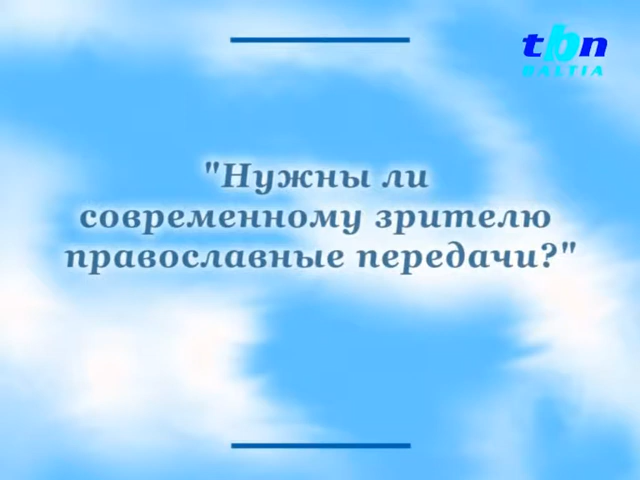 tbn
BALTIA
"Нужны ли
современному зрителю
православные передачи?"